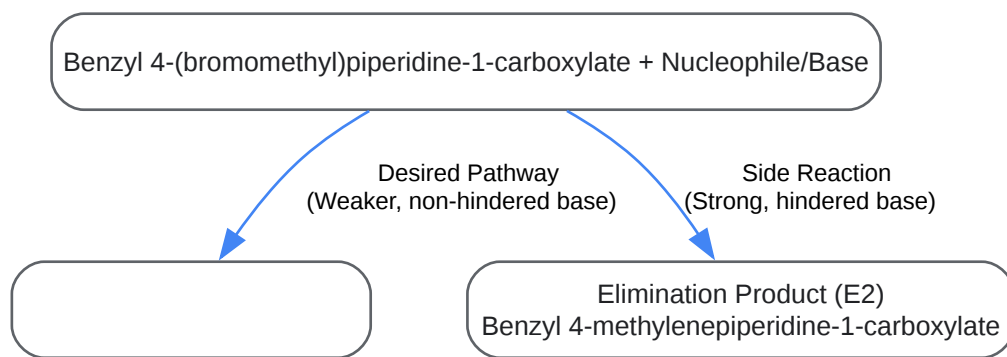 Benzyl 4-(bromomethyl)piperidine-1-carboxylate + Nucleophile/Base
Desired Pathway
(Weaker, non-hindered base)
Side Reaction
(Strong, hindered base)
Elimination Product (E2)
Benzyl 4-methylenepiperidine-1-carboxylate